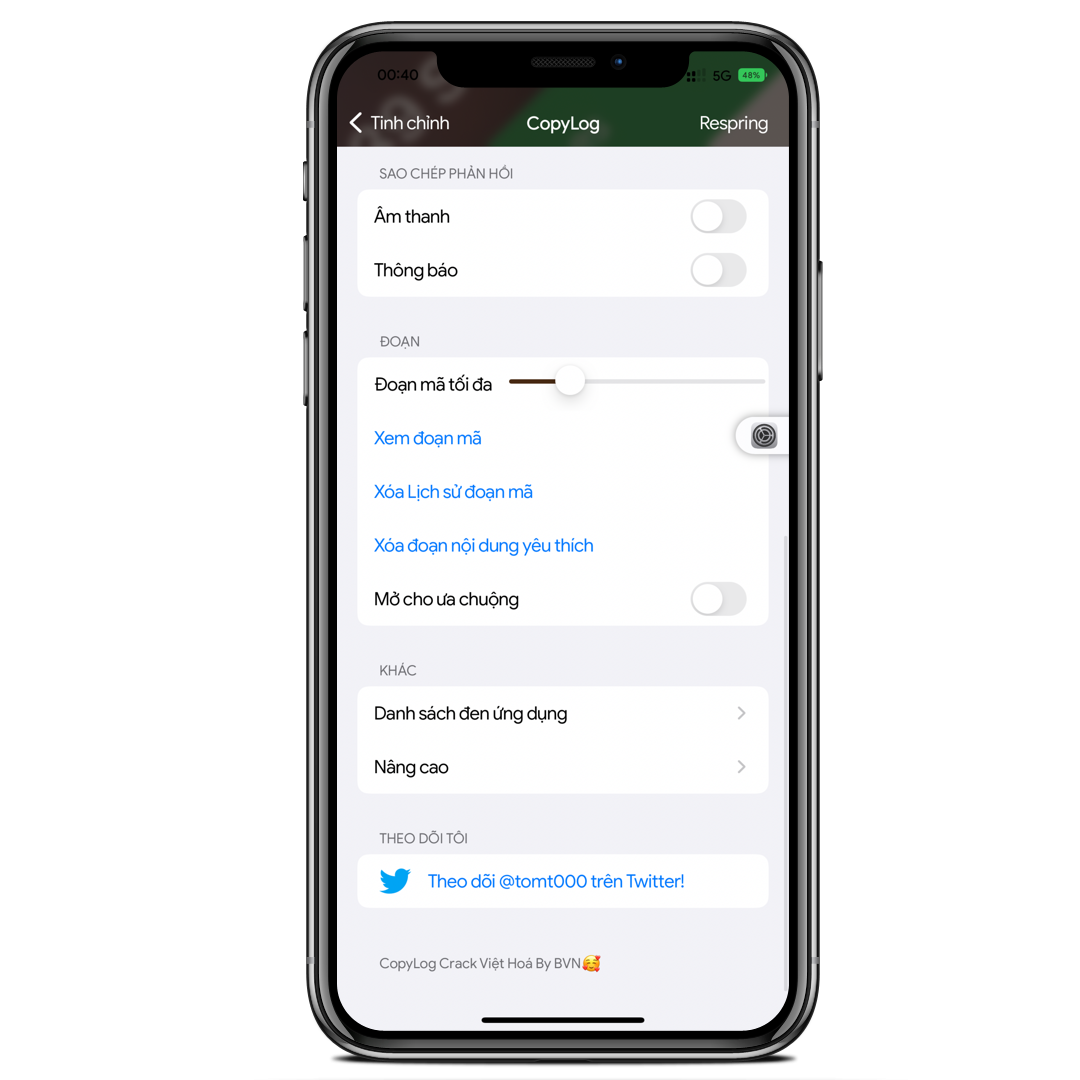 00:40
5G 48%
Tinh chỉnh CopyLog Respring
SAO CHÉP PHẢN HỒI
Âm thanh
Thông báo
ĐOẠN
Đoạn mã tối đa
Xem đoạn mã
Xóa Lịch sử đoạn mã
Xóa đoạn nội dung yêu thích
Mở cho ưa chuộng
KHÁC
Danh sách đen ứng dụng
Nâng cao
THEO DÕI TÔI
Theo dõi @tomt000 trên Twitter!
CopyLog Crack Việt Hoá By BVN🥰